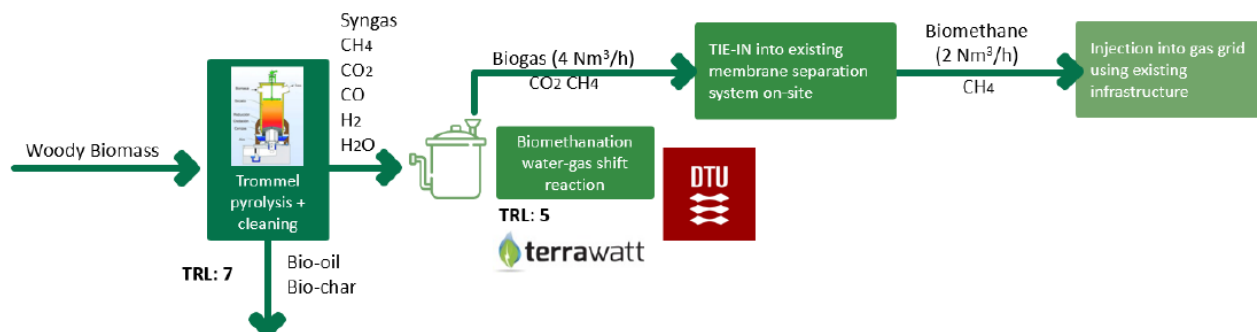 Woody Biomass
Trommel
pyrolysis +
cleaning
TRL: 7
Bio-oil
Bio-char
Syngas
CH4
CO2
CO
H2
H2O
Biogas (4 Nm³/h)
CO2 CH4
Biomethanation
water-gas shift
reaction
TRL: 5
terrawatt
DTU
TIE-IN into existing
membrane separation
system on-site
Biomethane
(2 Nm³/h)
CH4
Injection into gas grid
using existing
infrastructure